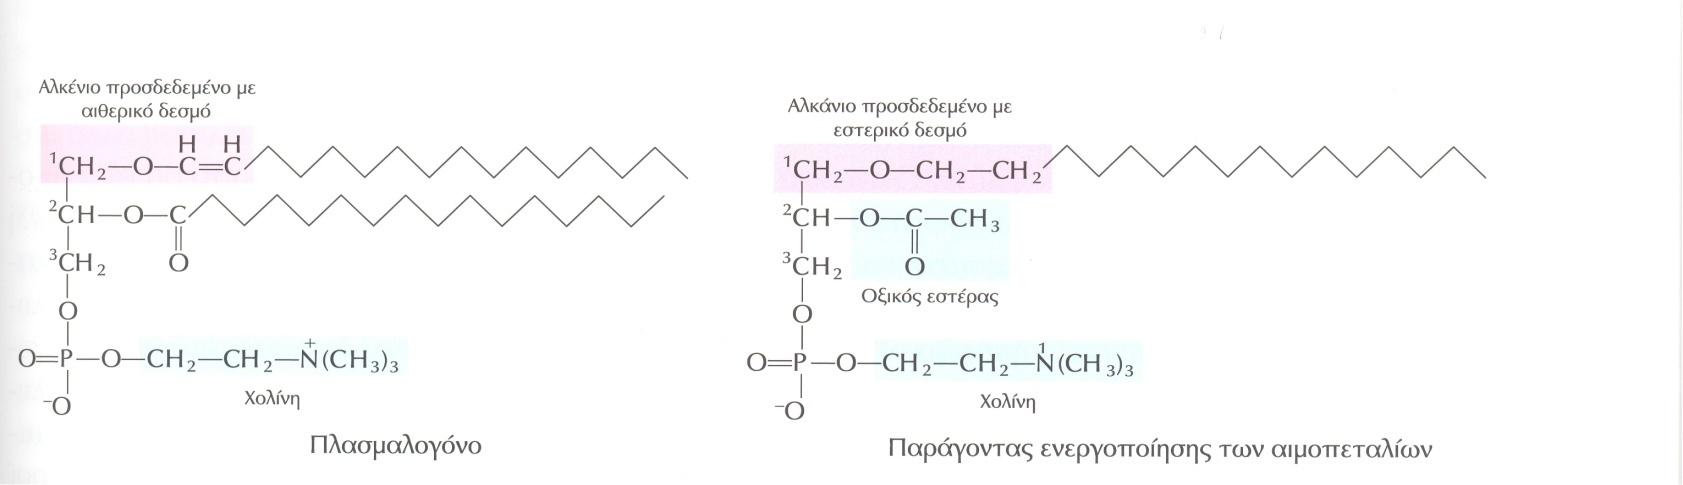 Αλκένιο προσδεδεμένο με
αιθερικό δεσμό
H H
¹CH₂—O—C=C
²CH—O—C
³CH₂ O
O
O=P—O—CH₂—CH₂—N⁺(CH₃)₃
⁻O
Χολίνη
Πλασμαλογόνο
Αλκάνιο προσδεδεμένο με
εστερικό δεσμό
¹CH₂—O—CH₂—CH₂
²CH—O—C—CH₃
³CH₂ O
Οξικός εστέρας
O
O=P—O—CH₂—CH₂—N¹(CH₃)₃
⁻O
Χολίνη
Παράγοντας ενεργοποίησης των αιμοπεταλίων